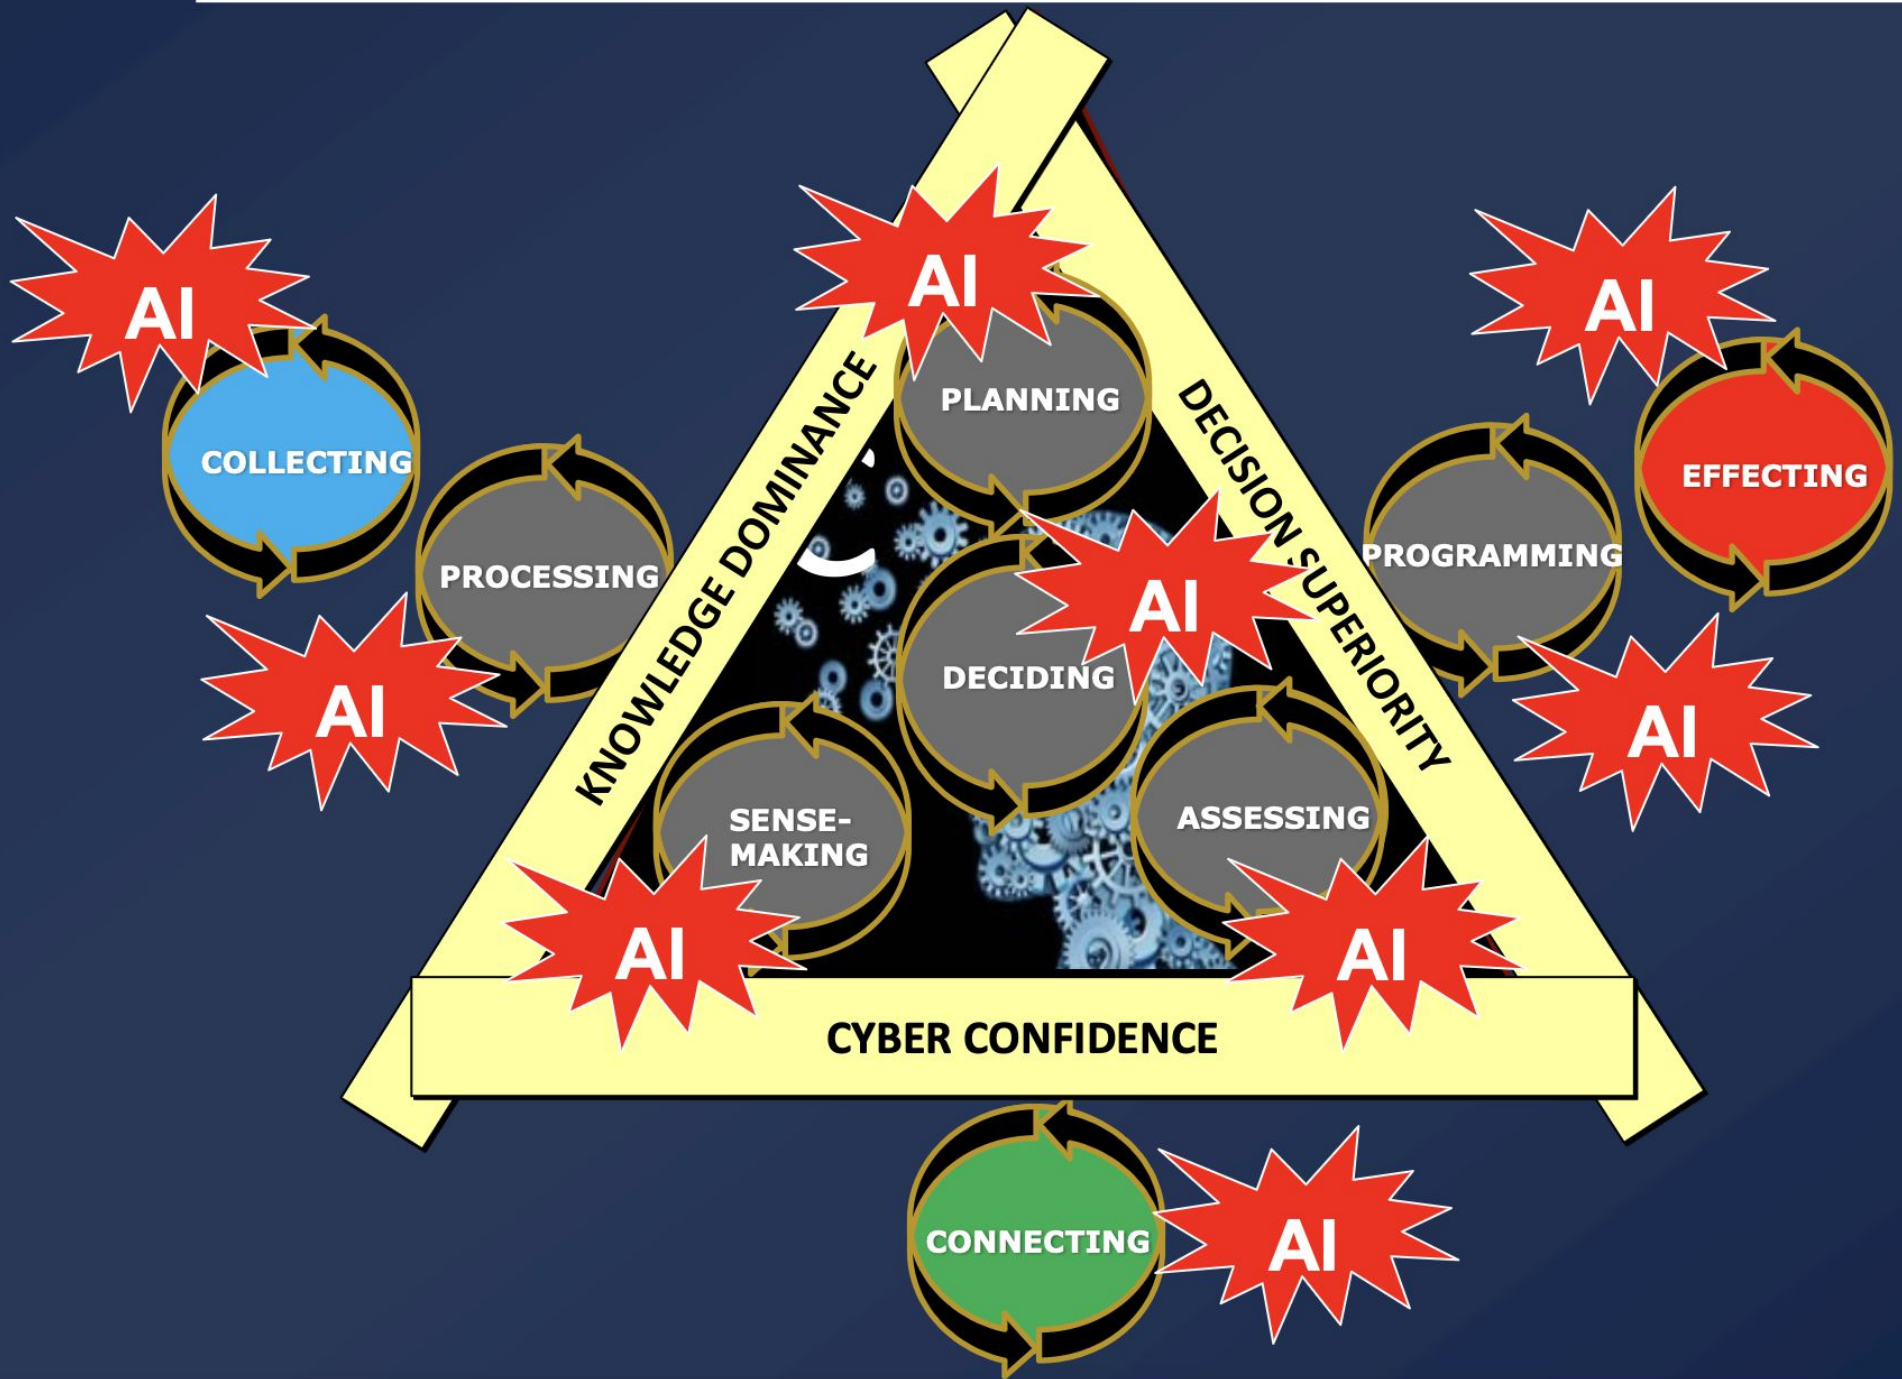 AI
AI
AI
COLLECTING
PROCESSING
AI
KNOWLEDGE DOMINANCE
PLANNING
DECISION SUPERIORITY
PROGRAMMING
EFFECTING
AI
DECIDING
AI
SENSE-
MAKING
AI
ASSESSING
AI
AI
CYBER CONFIDENCE
CONNECTING
AI